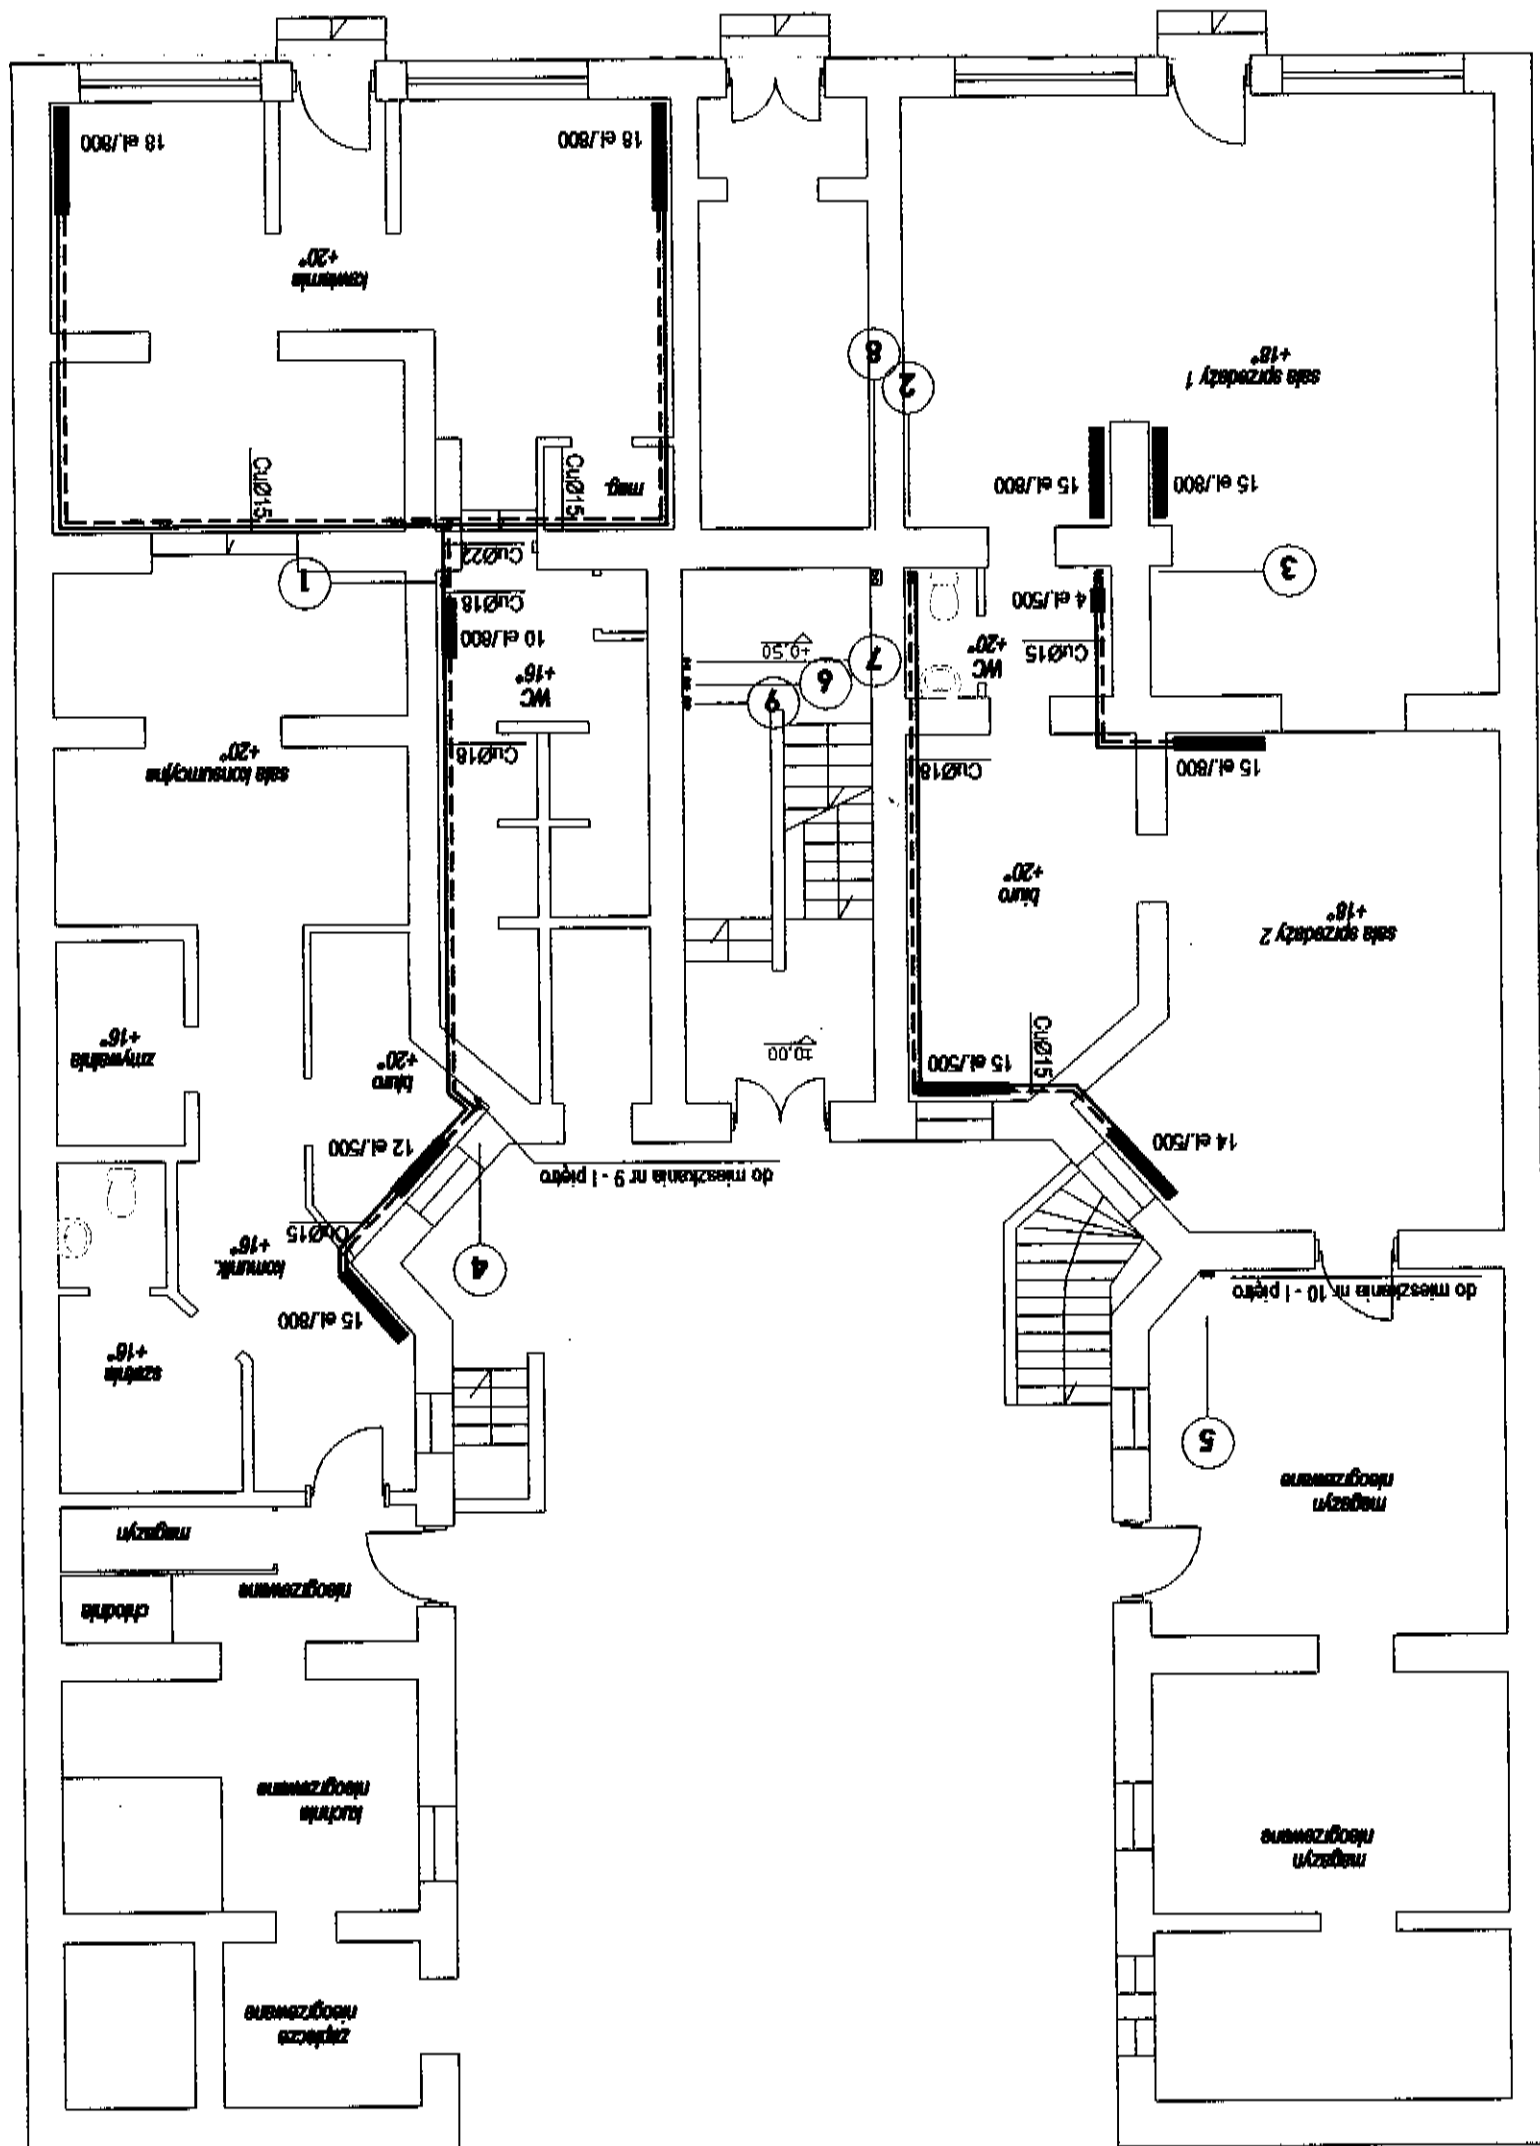 zaplecze
nieogrzewane
magazyn
nieogrzewane
kuchnia
nieogrzewane
chłodnia
nieogrzewane
magazyn
magazyn
nieogrzewane
5
szatnia
+16°
15 el./800
do mieszkania nr 10 - I piętro
4
komunik.
+16°
CuØ15
do mieszkania nr 9 - I piętro
14 el./500
12 el./500
biuro
+20°
15 el./500
CuØ15
±0,00
zmywalnia
+16°
sala sprzedaży 2
+18°
biuro
+20°
15 el./800
CuØ18
CuØ18
sala konsumcyjna
+20°
6
9
7
+0,50
WC
+20°
CuØ15
WC
+16°
10 el./800
4 el./500
CuØ18
3
1
CuØ22
15 el./800
15 el./800
mag.
CuØ15
CuØ15
2
8
sala sprzedaży 1
+18°
kawiarnia
+20°
18 el./800
18 el./800